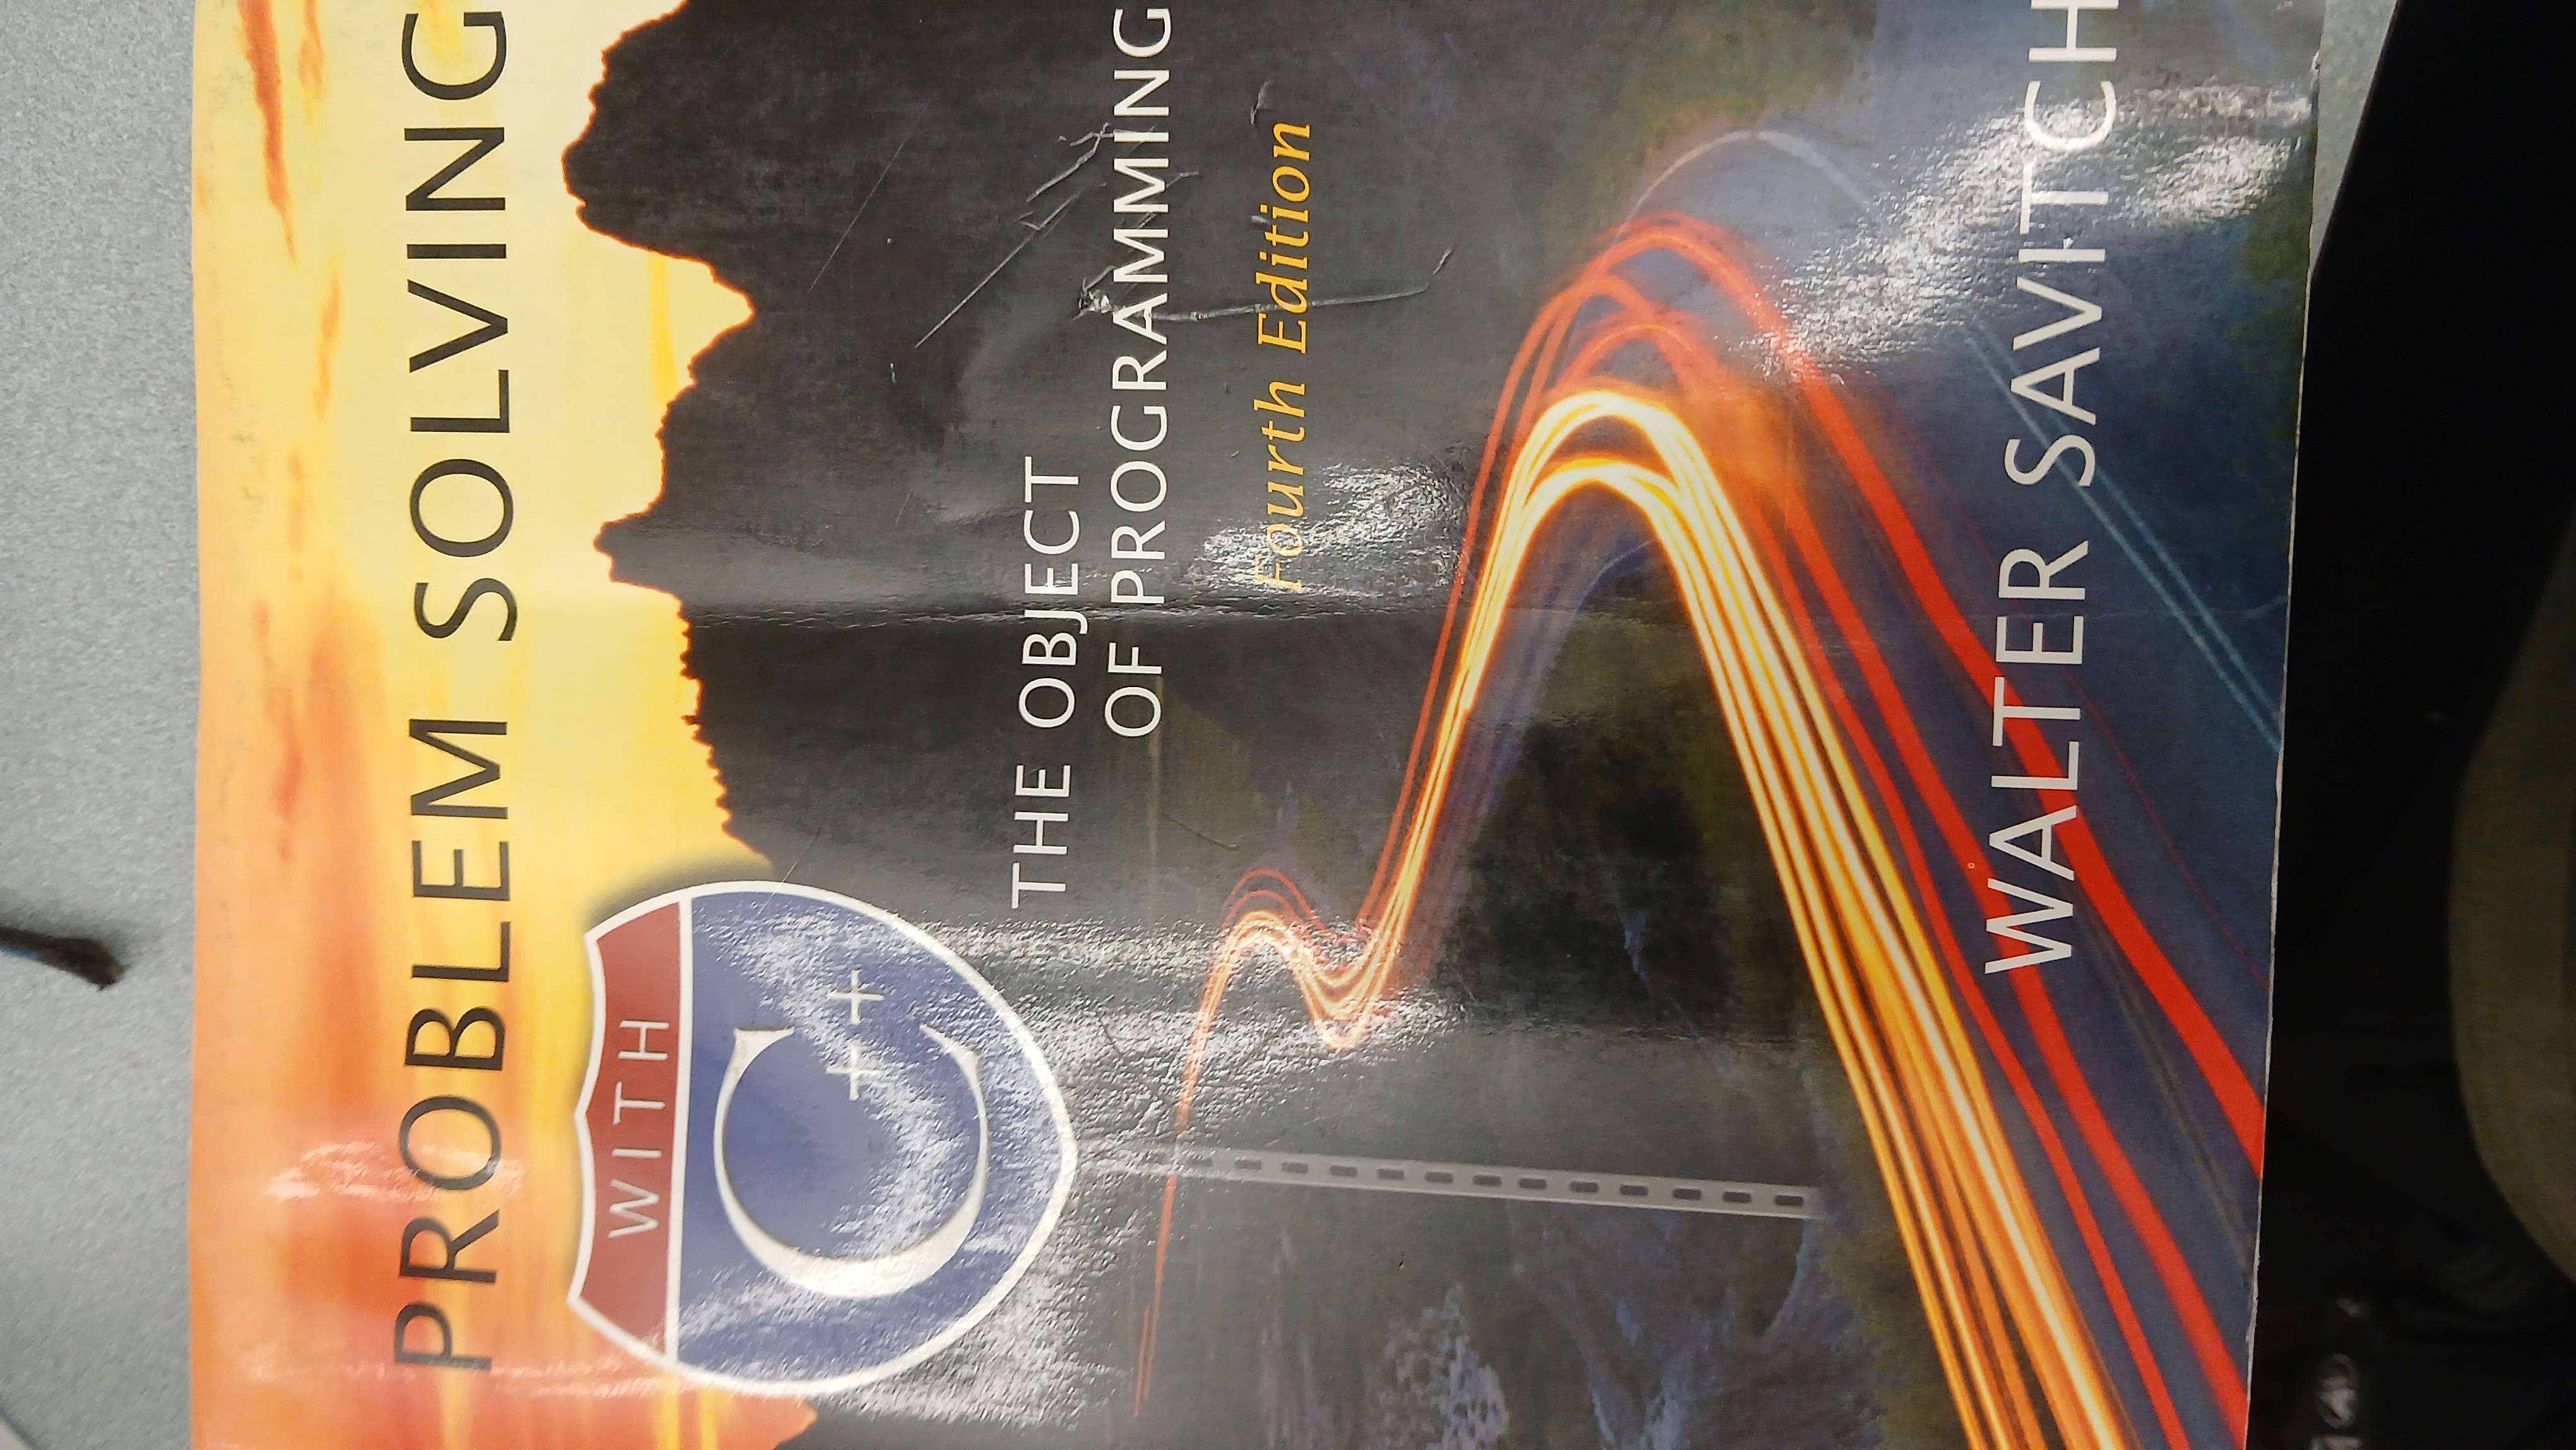 PROBLEM SOLVING
WITH
C++
THE OBJECT
OF PROGRAMMING
Fourth Edition
WALTER SAVITCH